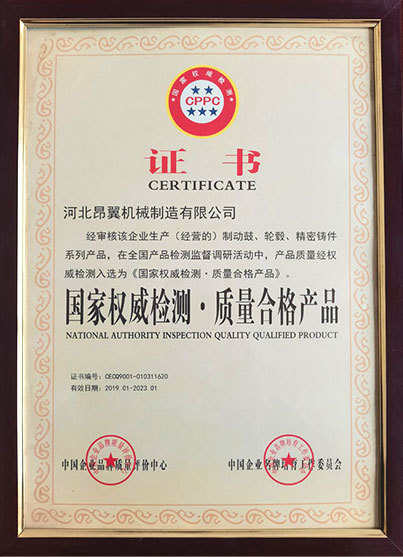 国家权威检测
CPPC
证书
CERTIFICATE
河北昂翼机械制造有限公司
经审核该企业生产（经营的）制动鼓、轮毂、精密铸件
系列产品，在全国产品检测监督调研活动中，产品质量经权
威检测入选为《国家权威检测·质量合格产品》。
国家权威检测·质量合格产品
NATIONAL AUTHORITY INSPECTION QUALITY QUALIFIED PRODUCT
证书编号：CECQ9001-010311620
有效日期：2019.01-2023.01
中国企业品牌质量评价中心
中国企业名牌培育工作委员会